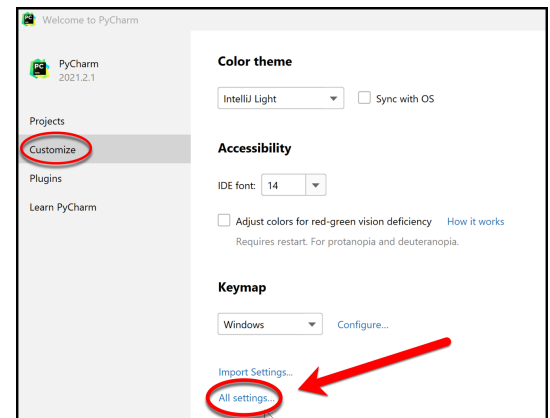 Welcome to PyCharm
PC
PyCharm
2021.2.1
Projects
Customize
Plugins
Learn PyCharm
Color theme
IntelliJ Light
Sync with OS
Accessibility
IDE font: 14
Adjust colors for red-green vision deficiency How it works
Requires restart. For protanopia and deuteranopia.
Keymap
Windows Configure...
Import Settings...
All settings...